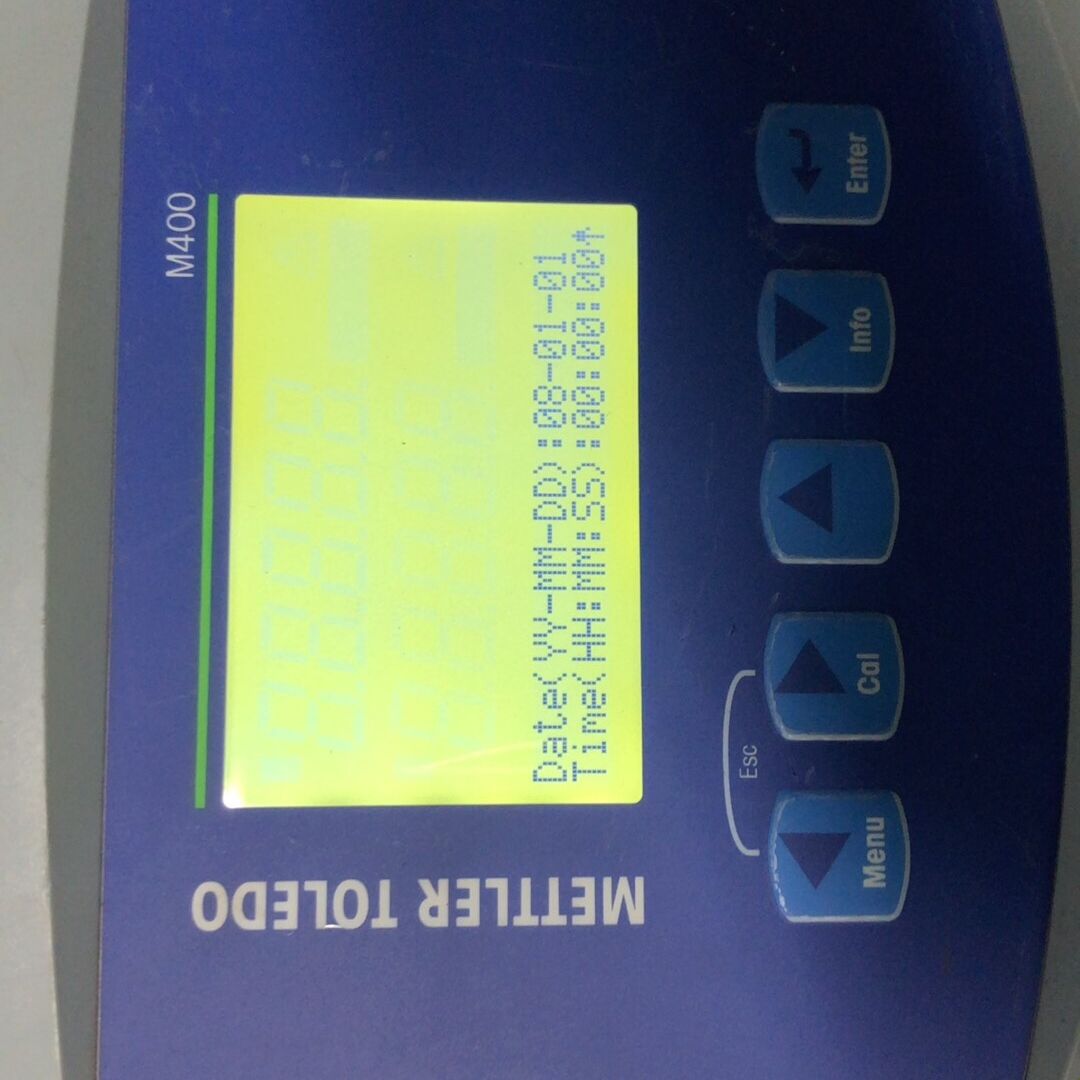 METTLER TOLEDO
M400
Date(YY-MM-DD):08-01-01
Time(HH:MM:SS):00:00:00↑
Esc
Menu
Cal
Info
Enter